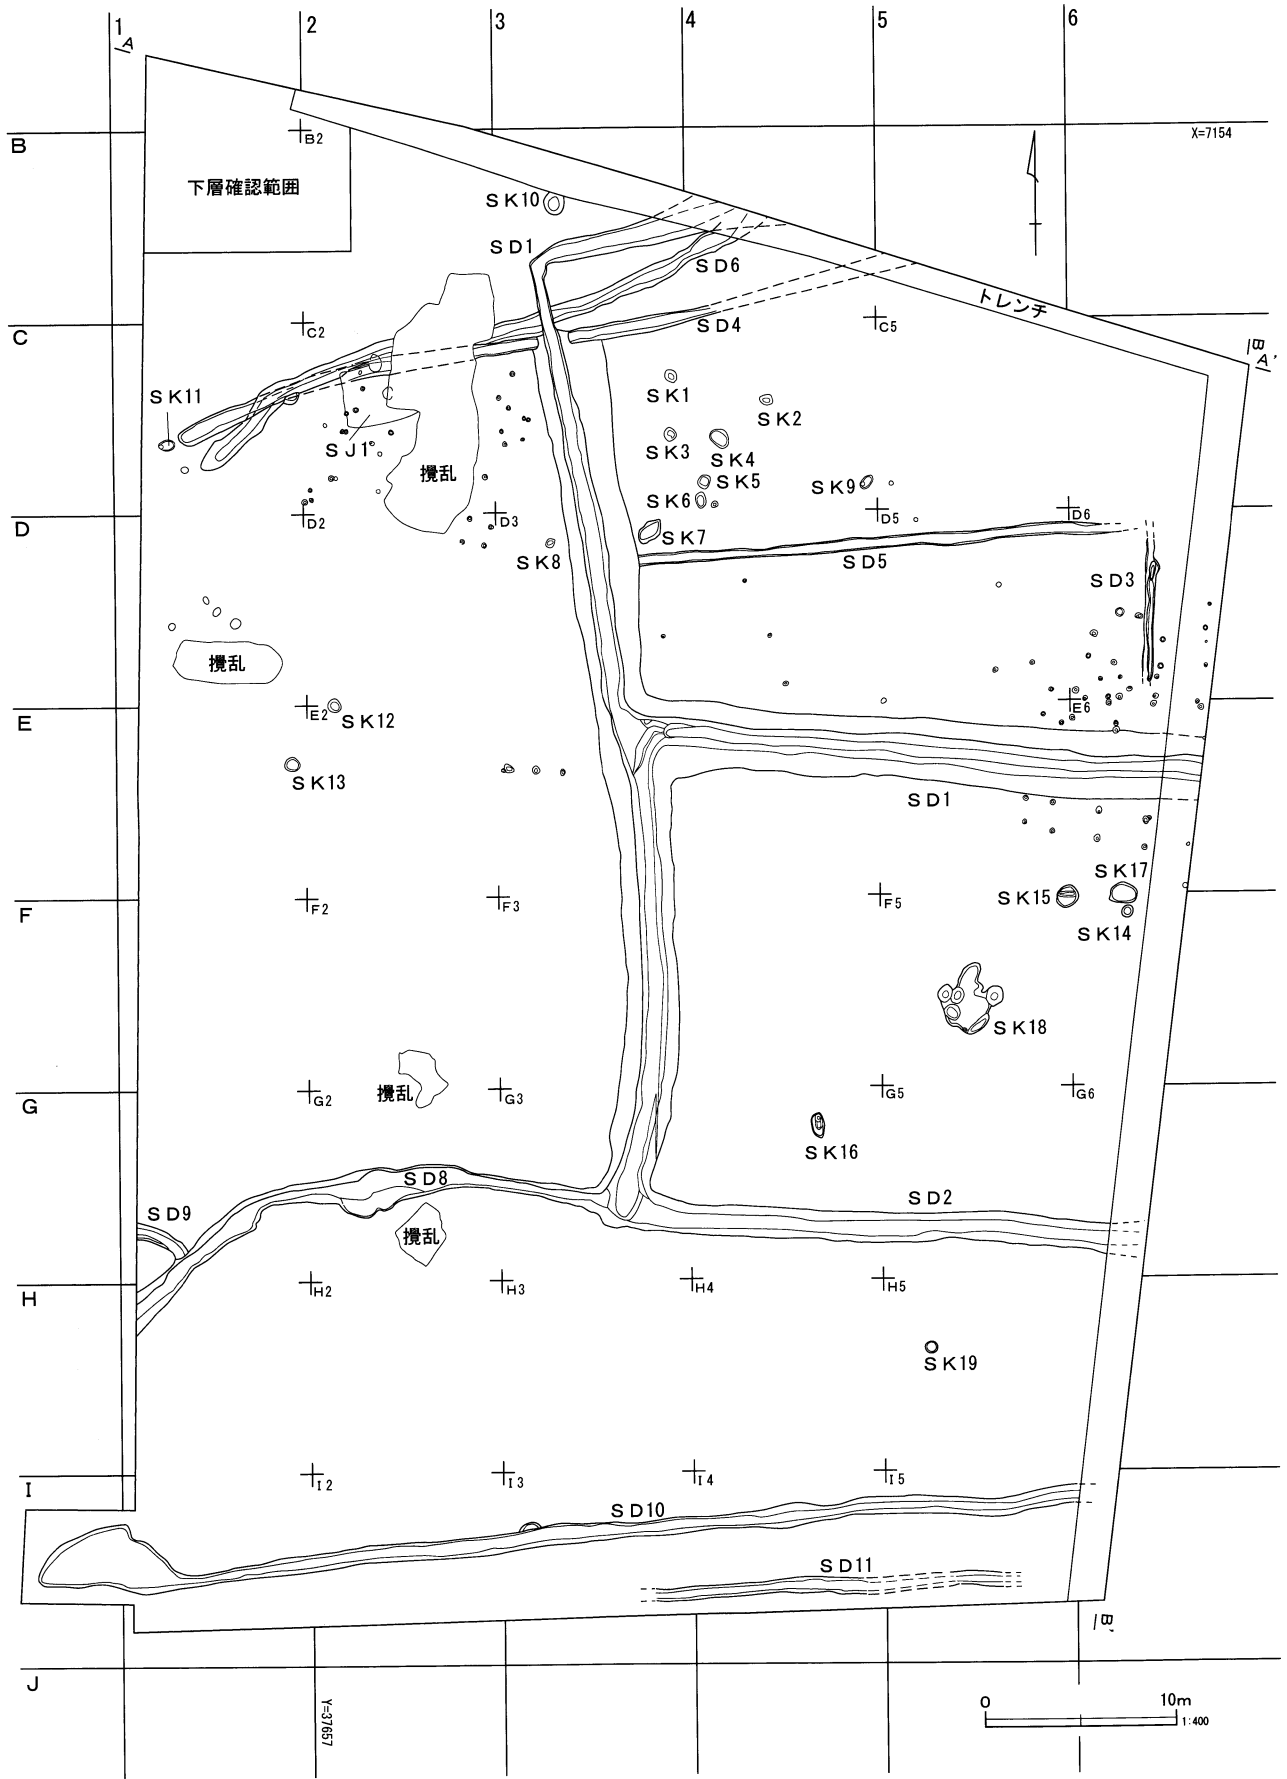 1
2
3
4
5
6
A
B
B2
X=7154
下層確認範囲
SK10
SD1
SD6
トレンチ
C
C2
SD4
C5
B
A'
SK11
SK1
SK2
SJ1
SK3
SK4
攪乱
SK5
SK9
SK6
D
D2
D3
SK7
D5
D6
SK8
SD5
SD3
攪乱
E
E2
SK12
E6
SK13
SD1
SK17
F
F2
F3
F5
SK15
SK14
SK18
G
G2
攪乱
G3
G5
G6
SK16
SD8
SD2
SD9
攪乱
H
H2
H3
H4
H5
SK19
I
I2
I3
I4
I5
SD10
SD11
B'
J
Y=37657
0
10m
1:400